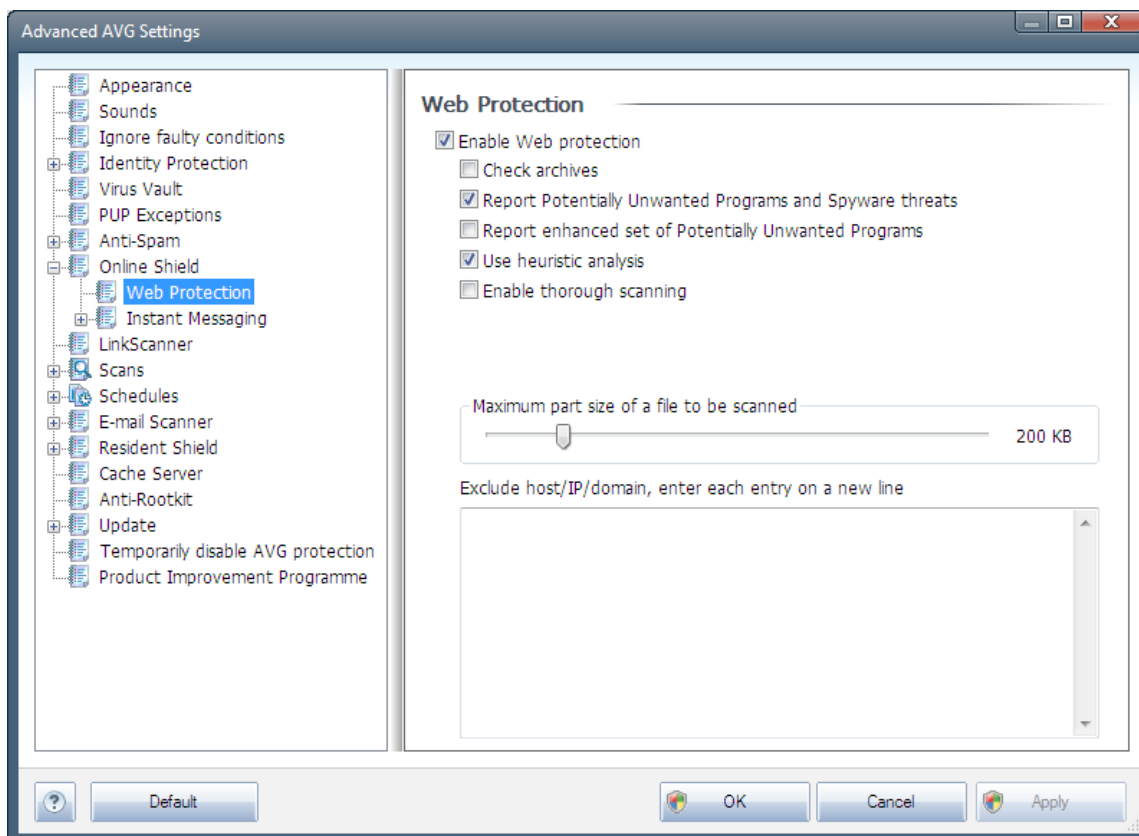 Advanced AVG Settings
Appearance
Sounds
Ignore faulty conditions
Identity Protection
Virus Vault
PUP Exceptions
Anti-Spam
Online Shield
Web Protection
Instant Messaging
LinkScanner
Scans
Schedules
E-mail Scanner
Resident Shield
Cache Server
Anti-Rootkit
Update
Temporarily disable AVG protection
Product Improvement Programme
Web Protection
Enable Web protection
Check archives
Report Potentially Unwanted Programs and Spyware threats
Report enhanced set of Potentially Unwanted Programs
Use heuristic analysis
Enable thorough scanning
Maximum part size of a file to be scanned
200 KB
Exclude host/IP/domain, enter each entry on a new line
?
Default
OK
Cancel
Apply